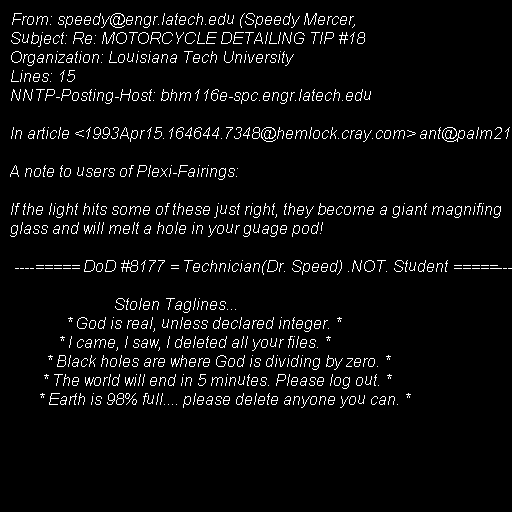 From: speedy@engr.latech.edu (Speedy Mercer,
Subject: Re: MOTORCYCLE DETAILING TIP #18
Organization: Louisiana Tech University
Lines: 15
NNTP-Posting-Host: bhm116e-spc.engr.latech.edu
In article <1993Apr15.164644.7348@hemlock.cray.com> ant@palm21
A note to users of Plexi-Fairings:
If the light hits some of these just right, they become a giant magnifing
glass and will melt a hole in your guage pod!
----===== DoD #8177 = Technician(Dr. Speed) .NOT. Student =====---
Stolen Taglines...
* God is real, unless declared integer. *
* I came, I saw, I deleted all your files. *
* Black holes are where God is dividing by zero. *
* The world will end in 5 minutes. Please log out. *
* Earth is 98% full.... please delete anyone you can. *